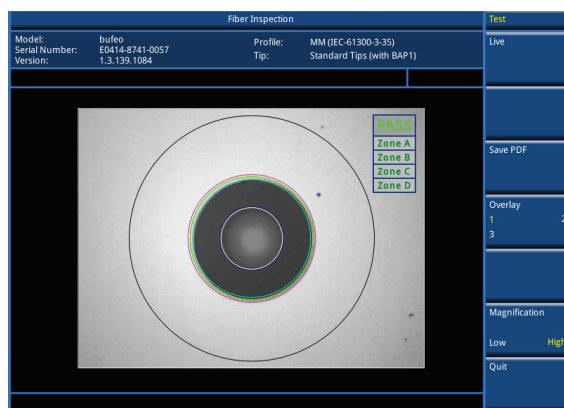 Fiber Inspection
Test
Model: bufeo
Serial Number: E0414-8741-0057
Version: 1.3.139.1084
Profile: MM (IEC-61300-3-35)
Tip: Standard Tips (with BAP1)
Live
PASS
Zone A
Zone B
Zone C
Zone D
Save PDF
Overlay
1 2
3
Magnification
Low High
Quit